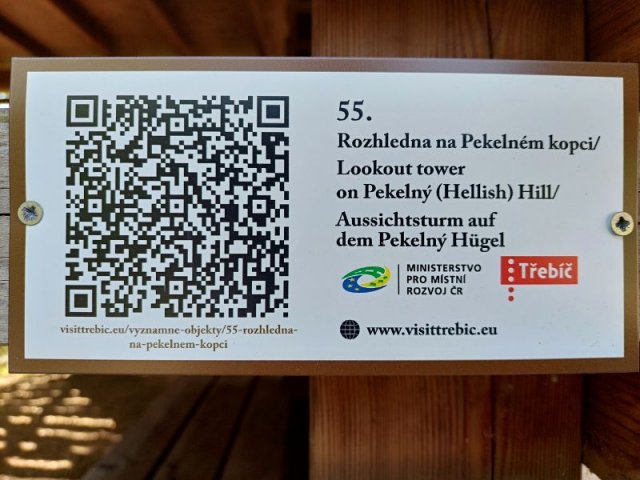 55.
Rozhledna na Pekelném kopci/
Lookout tower
on Pekelný (Hellish) Hill/
Aussichtsturm auf
dem Pekelný Hügel
MINISTERSTVO
PRO MÍSTNÍ
ROZVOJ ČR
Třebíč
www.visittrebic.eu
visittrebic.eu/vyznamne-objekty/55-rozhledna-
na-pekelnem-kopci